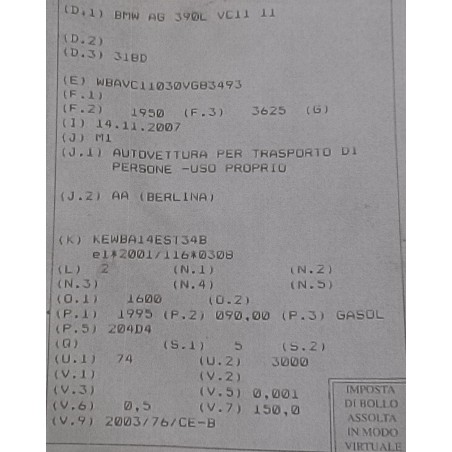 (D.1) BMW AG 390L VC11 11
(D.2)
(D.3) 318D
(E) WBAVC11030VG83493
(F.1)
(F.2) 1950 (F.3) 3625 (G)
(I) 14.11.2007
(J) M1
(J.1) AUTOVETTURA PER TRASPORTO DI
PERSONE -USO PROPRIO
(J.2) AA (BERLINA)
(K) KEWBA14EST34B
e1*2001/116*0308
(L) 2 (N.1) (N.2)
(N.3) (N.4) (N.5)
(O.1) 1600 (O.2)
(P.1) 1995 (P.2) 090,00 (P.3) GASOL
(P.5) 204D4
(Q) (S.1) 5 (S.2)
(U.1) 74 (U.2) 3000
(V.1) (V.2)
(V.3) (V.5) 0,001
(V.6) 0,5 (V.7) 150,0
(V.9) 2003/76/CE-B
IMPOSTA
DI BOLLO
ASSOLTA
IN MODO
VIRTUALE